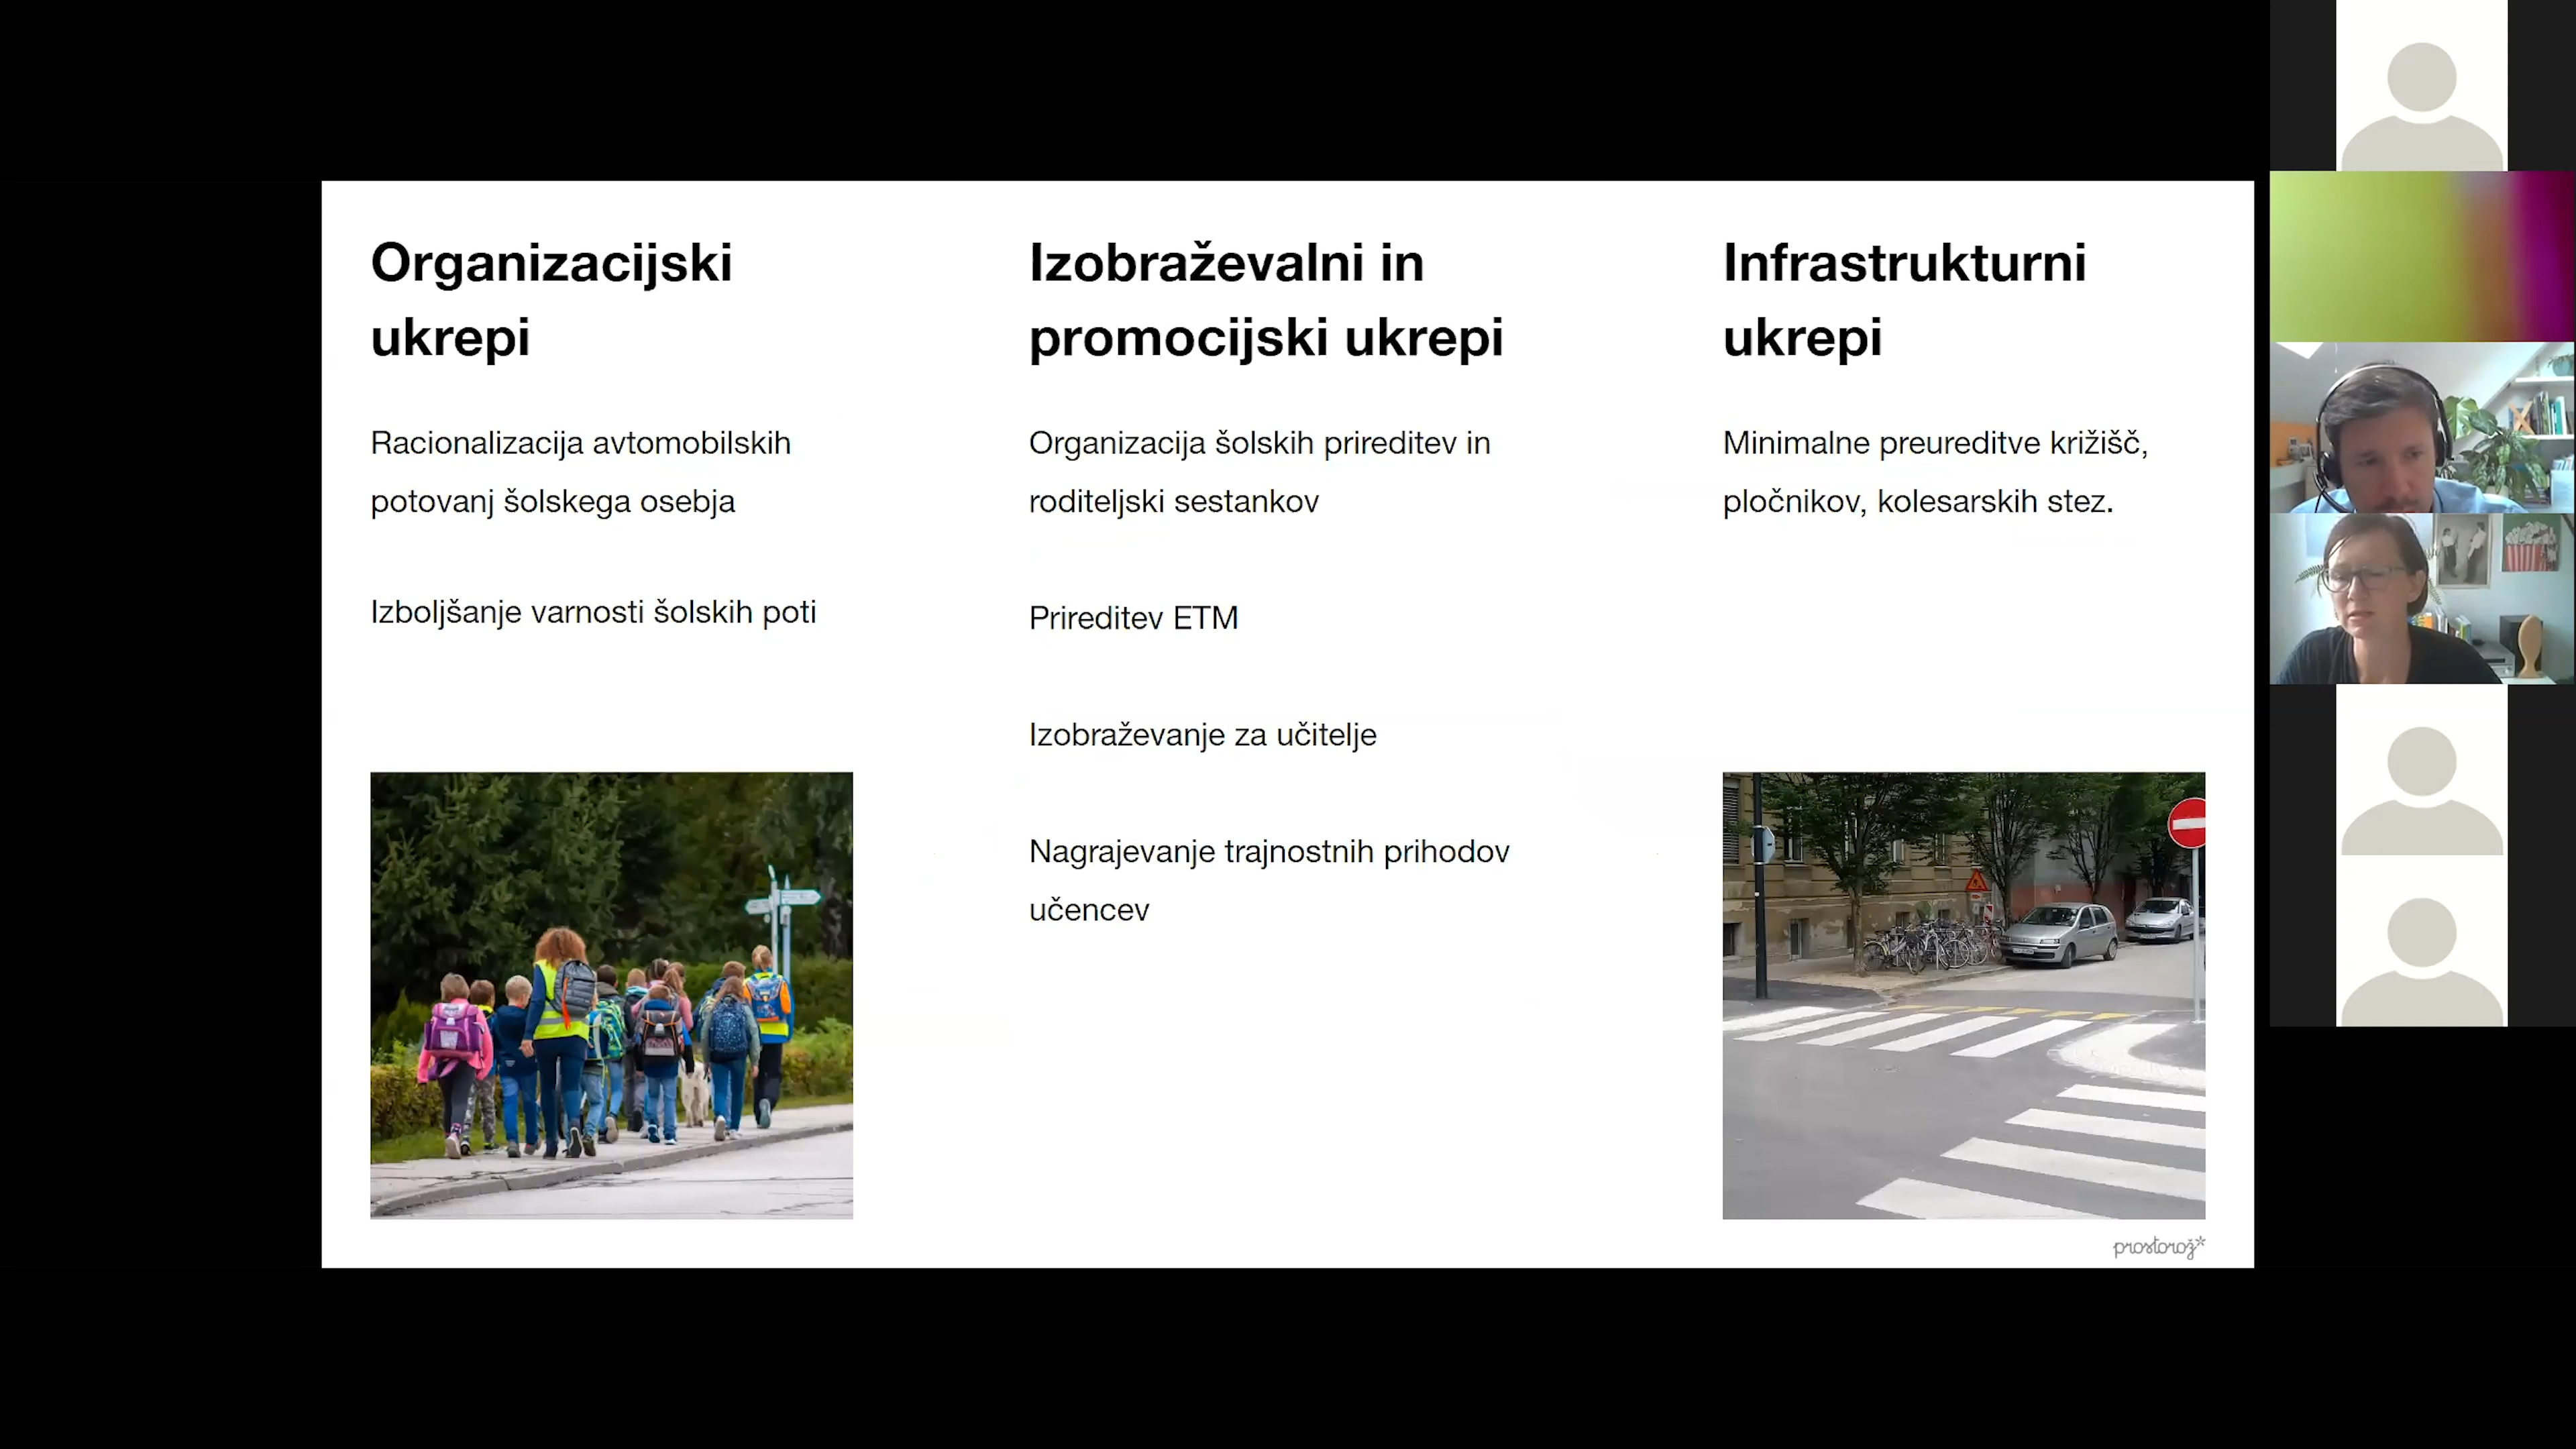 Organizacijski
ukrepi
Racionalizacija avtomobilskih
potovanj šolskega osebja
Izboljšanje varnosti šolskih poti
Izobraževalni in
promocijski ukrepi
Organizacija šolskih prireditev in
roditeljski sestankov
Prireditev ETM
Izobraževanje za učitelje
Nagrajevanje trajnostnih prihodov
učencev
Infrastrukturni
ukrepi
Minimalne preureditve križišč,
pločnikov, kolesarskih stez.
prostorož*